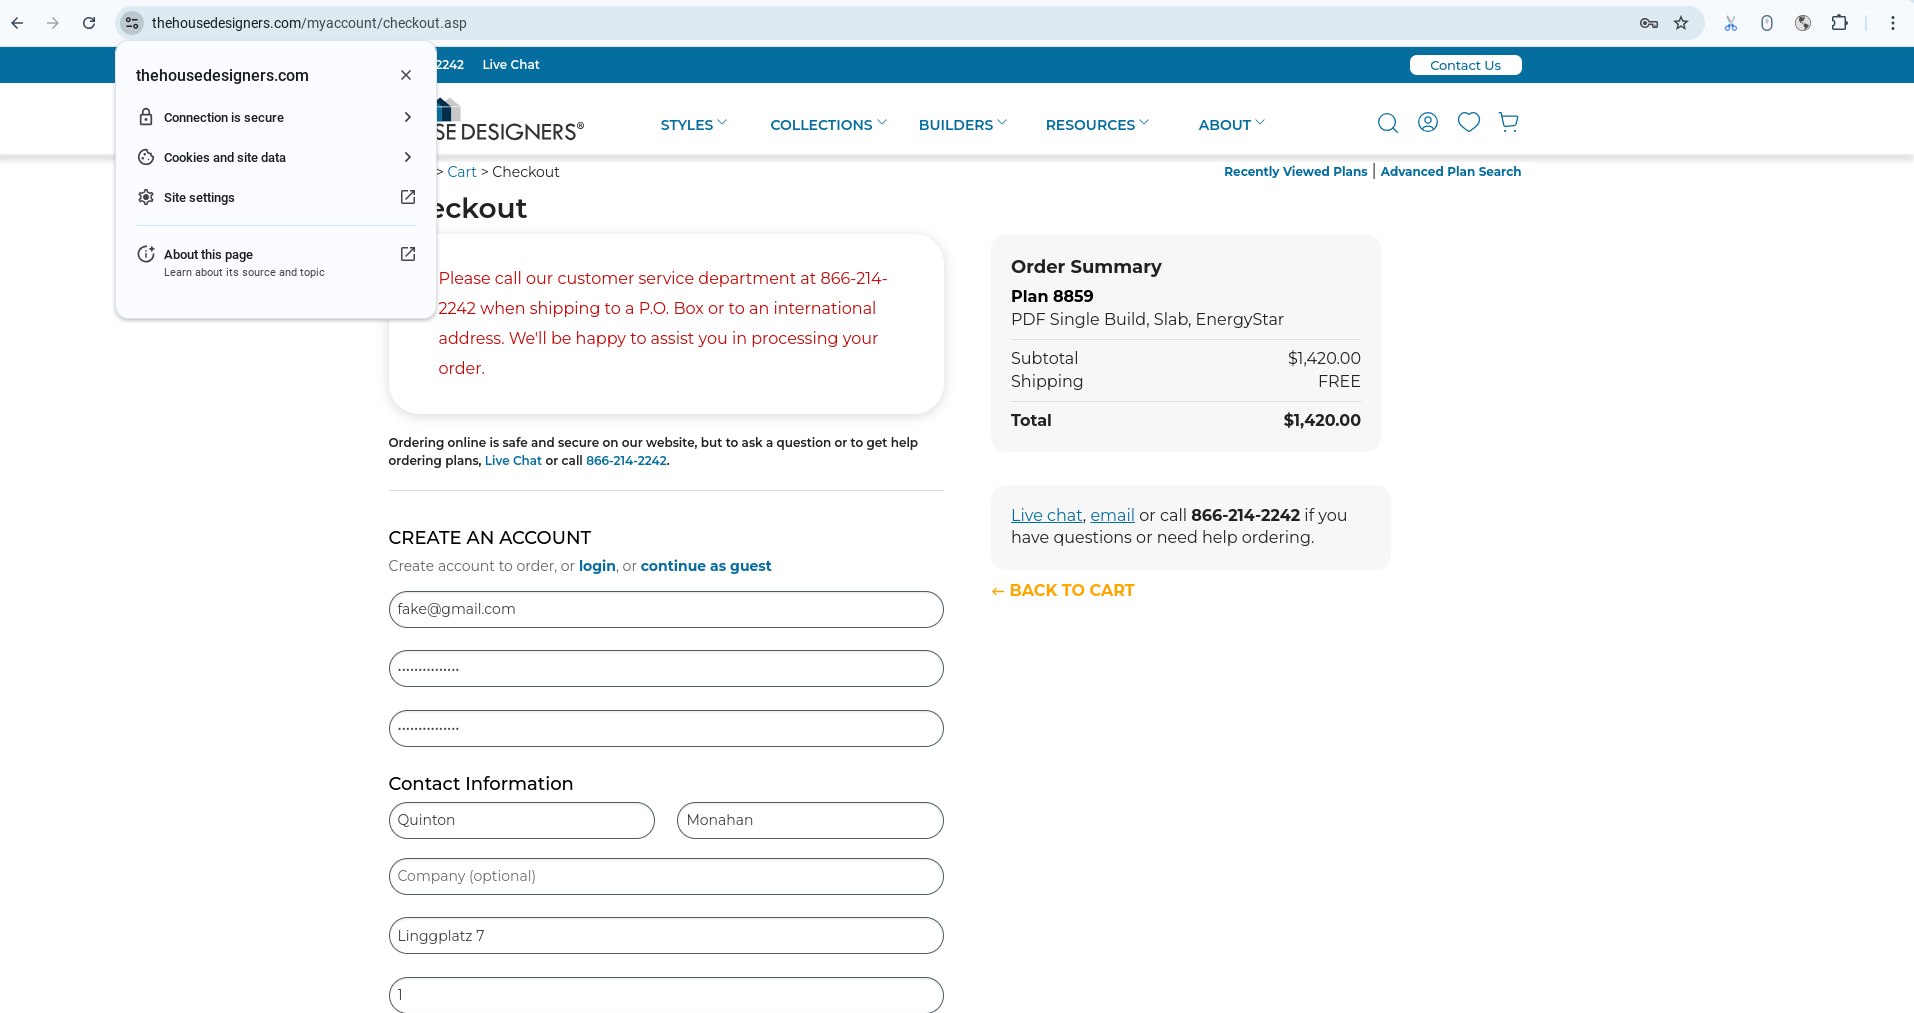 thehousedesigners.com/myaccount/checkout.asp
thehousedesigners.com
Connection is secure
Cookies and site data
Site settings
About this page
Learn about its source and topic
2242 Live Chat
Contact Us
SE DESIGNERS®
STYLES COLLECTIONS BUILDERS RESOURCES ABOUT
> Cart > Checkout
Recently Viewed Plans | Advanced Plan Search
eckout
Please call our customer service department at 866-214-
2242 when shipping to a P.O. Box or to an international
address. We'll be happy to assist you in processing your
order.
Ordering online is safe and secure on our website, but to ask a question or to get help
ordering plans, Live Chat or call 866-214-2242.
CREATE AN ACCOUNT
Create account to order, or login, or continue as guest
fake@gmail.com
•••••••••••••••
•••••••••••••••
Contact Information
Quinton
Monahan
Company (optional)
Linggplatz 7
1
Order Summary
Plan 8859
PDF Single Build, Slab, EnergyStar
Subtotal $1,420.00
Shipping FREE
Total $1,420.00
Live chat, email or call 866-214-2242 if you
have questions or need help ordering.
← BACK TO CART